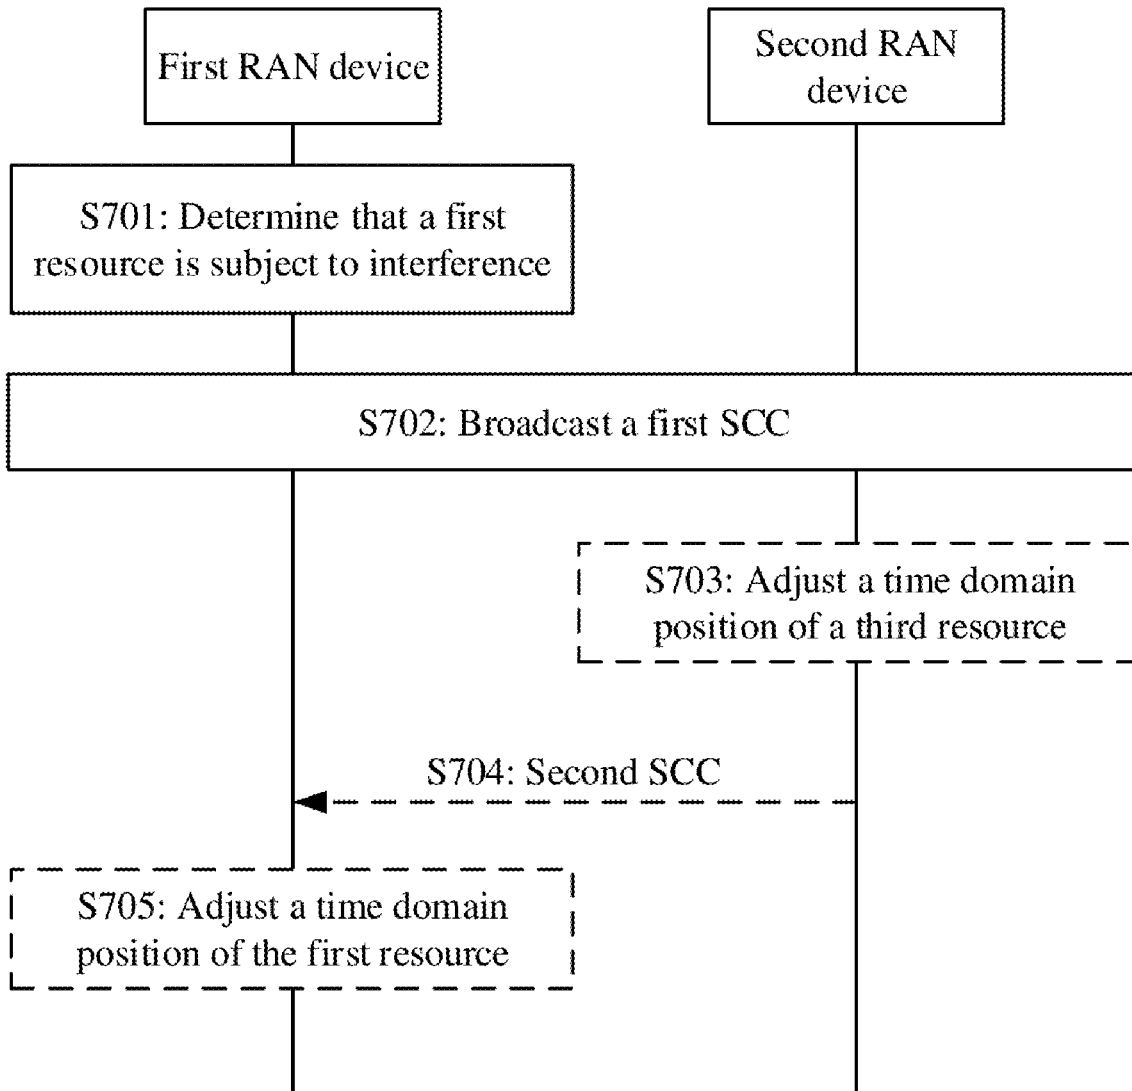 First RAN device
Second RAN
device
S701: Determine that a first
resource is subject to interference
S702: Broadcast a first SCC
S703: Adjust a time domain
position of a third resource
S704: Second SCC
S705: Adjust a time domain
position of the first resource